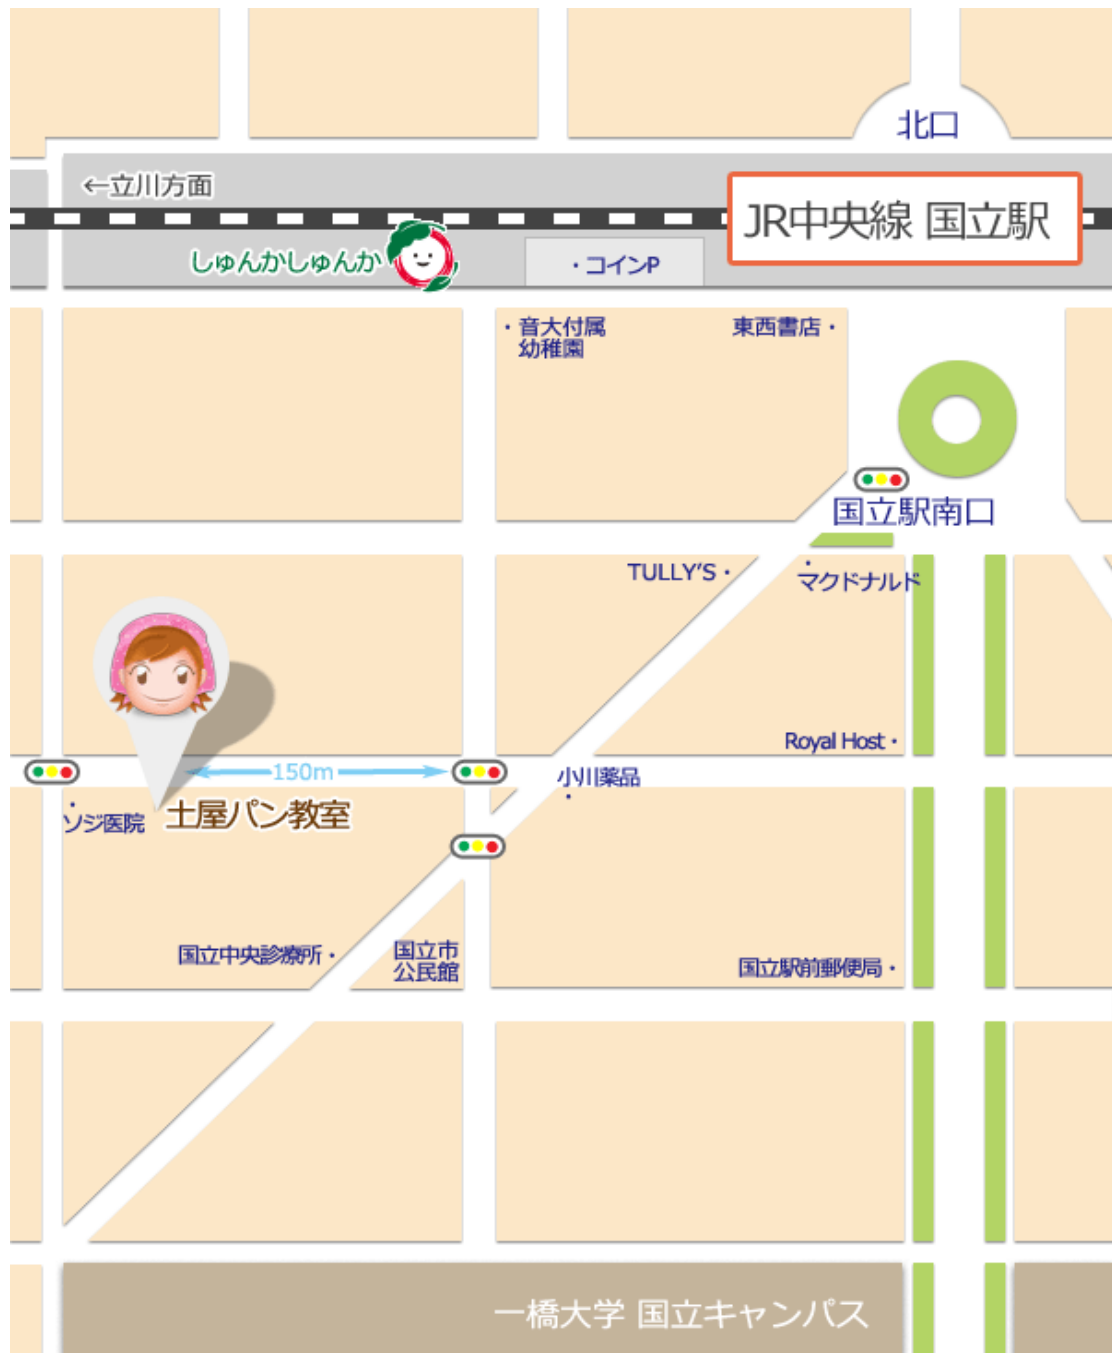 北口
←立川方面
JR中央線 国立駅
しゅんかしゅんか
・コインP
・音大付属
幼稚園
東西書店・
国立駅南口
TULLY'S・
・
マクドナルド
Royal Host・
150m
小川薬品
・
・
ソジ医院
土屋パン教室
国立中央診療所・
国立市
公民館
国立駅前郵便局・
一橋大学 国立キャンパス